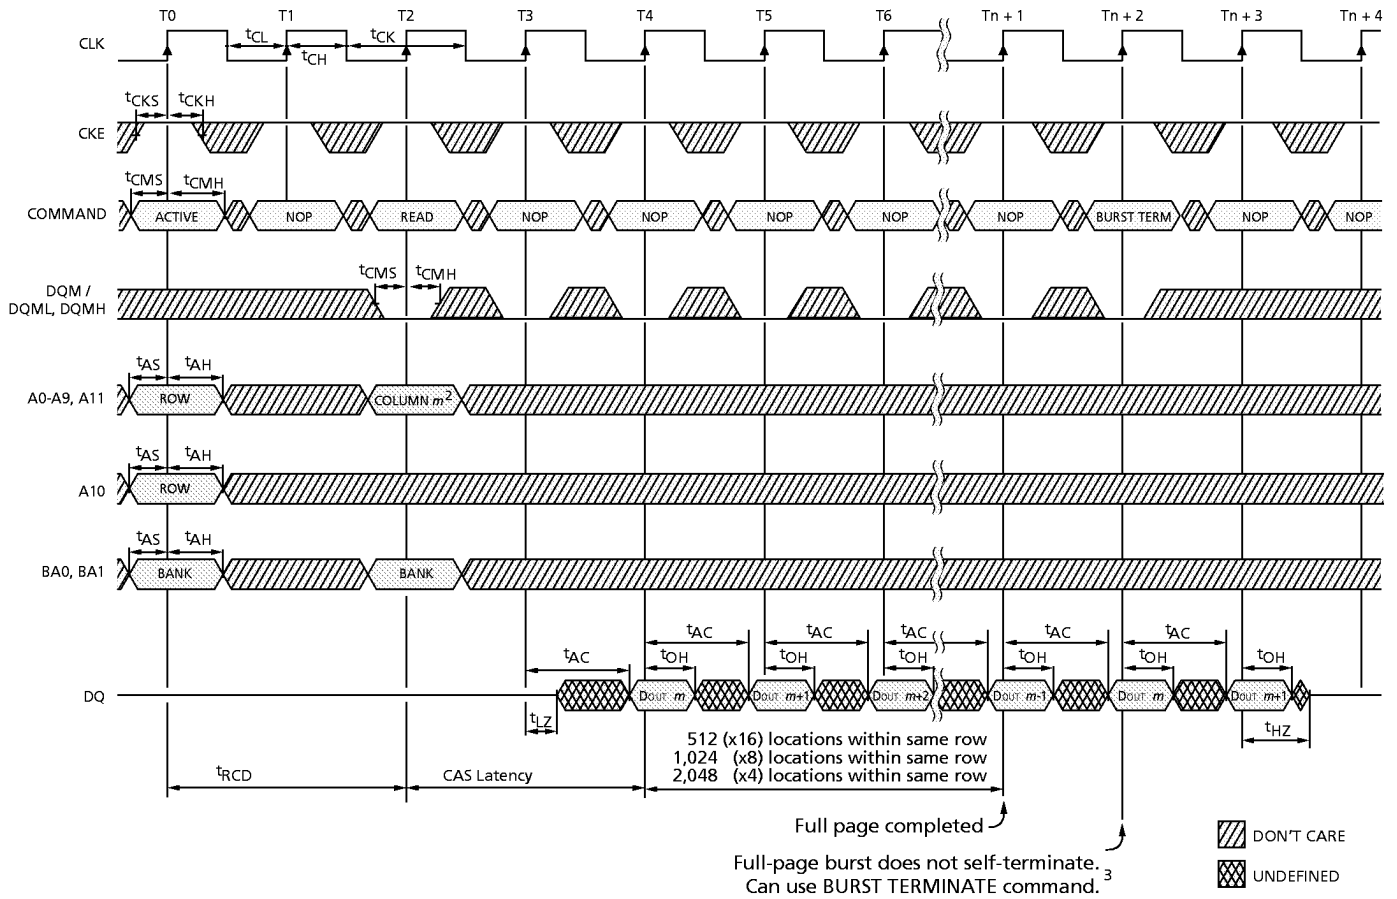 T0 T1 T2 T3 T4 T5 T6 Tn + 1 Tn + 2 Tn + 3 Tn + 4
CLK
tCL
tCH
tCK
tCKS tCKH
CKE
tCMS tCMH
COMMAND ACTIVE NOP READ NOP NOP NOP NOP NOP BURST TERM NOP NOP
tCMS tCMH
DQM /
DQML, DQMH
tAS tAH
A0-A9, A11 ROW COLUMN m2
tAS tAH
A10 ROW
tAS tAH
BA0, BA1 BANK BANK
tAC tAC tAC tAC tAC tAC
tOH tOH tOH tOH tOH tOH
DQ DOUT m DOUT m+1 DOUT m+2 DOUT m-1 DOUT m DOUT m+1
tLZ
tHZ
512 (x16) locations within same row
1,024 (x8) locations within same row
2,048 (x4) locations within same row
tRCD CAS Latency
Full page completed
Full-page burst does not self-terminate.
Can use BURST TERMINATE command. 3
DON'T CARE
UNDEFINED